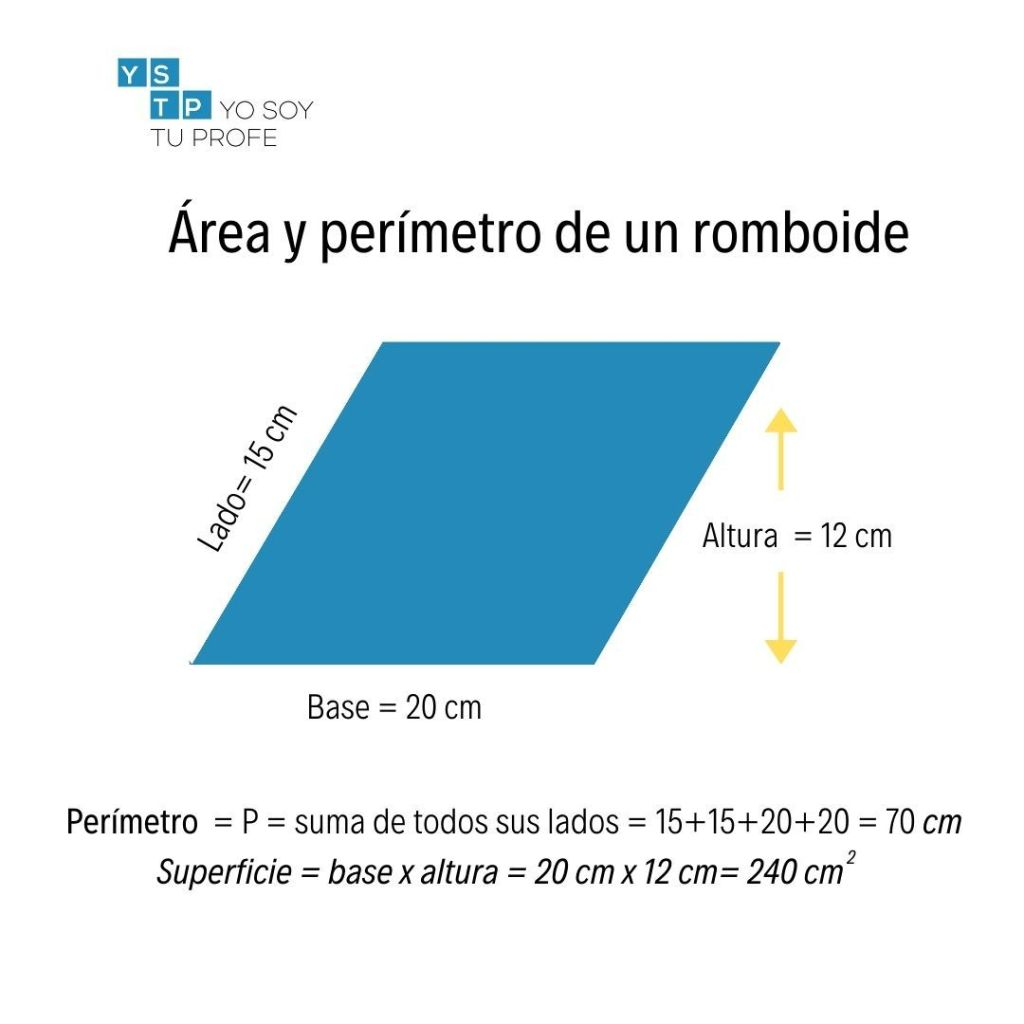 YS
TP YO SOY
TU PROFE
Área y perímetro de un romboide
Lado= 15 cm
Altura = 12 cm
Base = 20 cm
Perímetro = P = suma de todos sus lados = 15+15+20+20 = 70 cm
Superficie = base x altura = 20 cm x 12 cm= 240 cm²